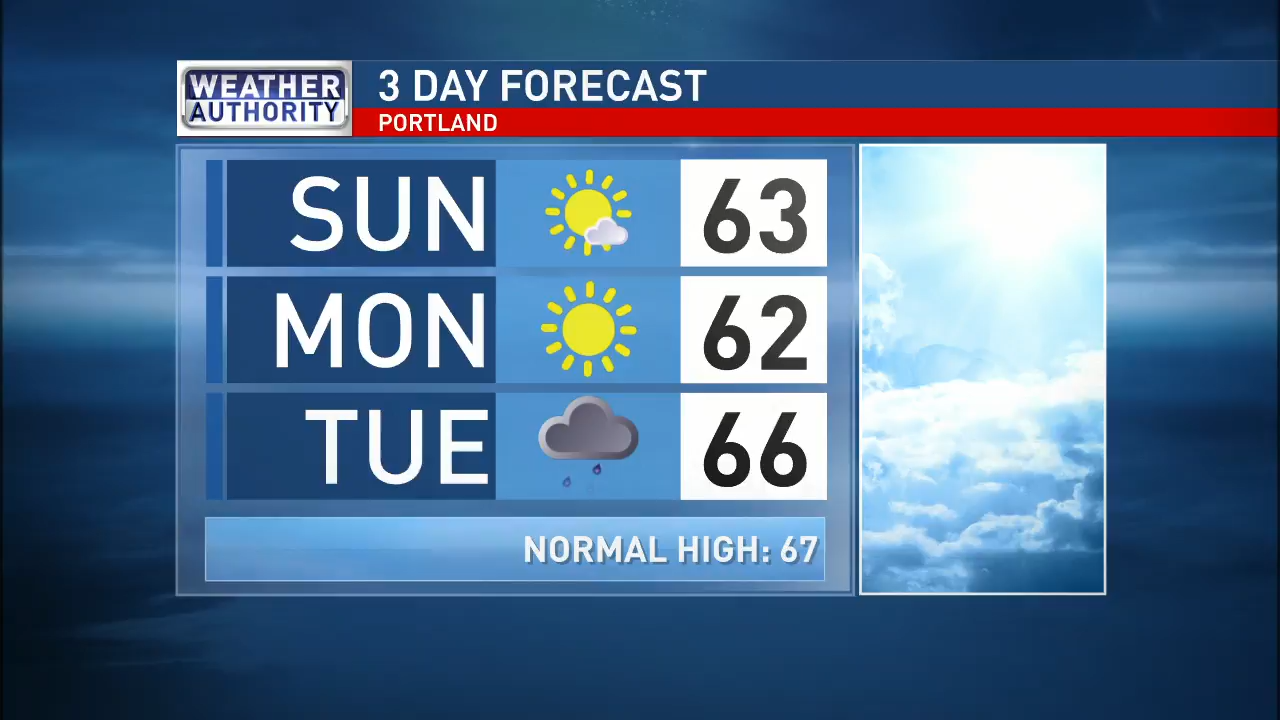 WEATHER
AUTHORITY
3 DAY FORECAST
PORTLAND
SUN 63
MON 62
TUE 66
NORMAL HIGH: 67